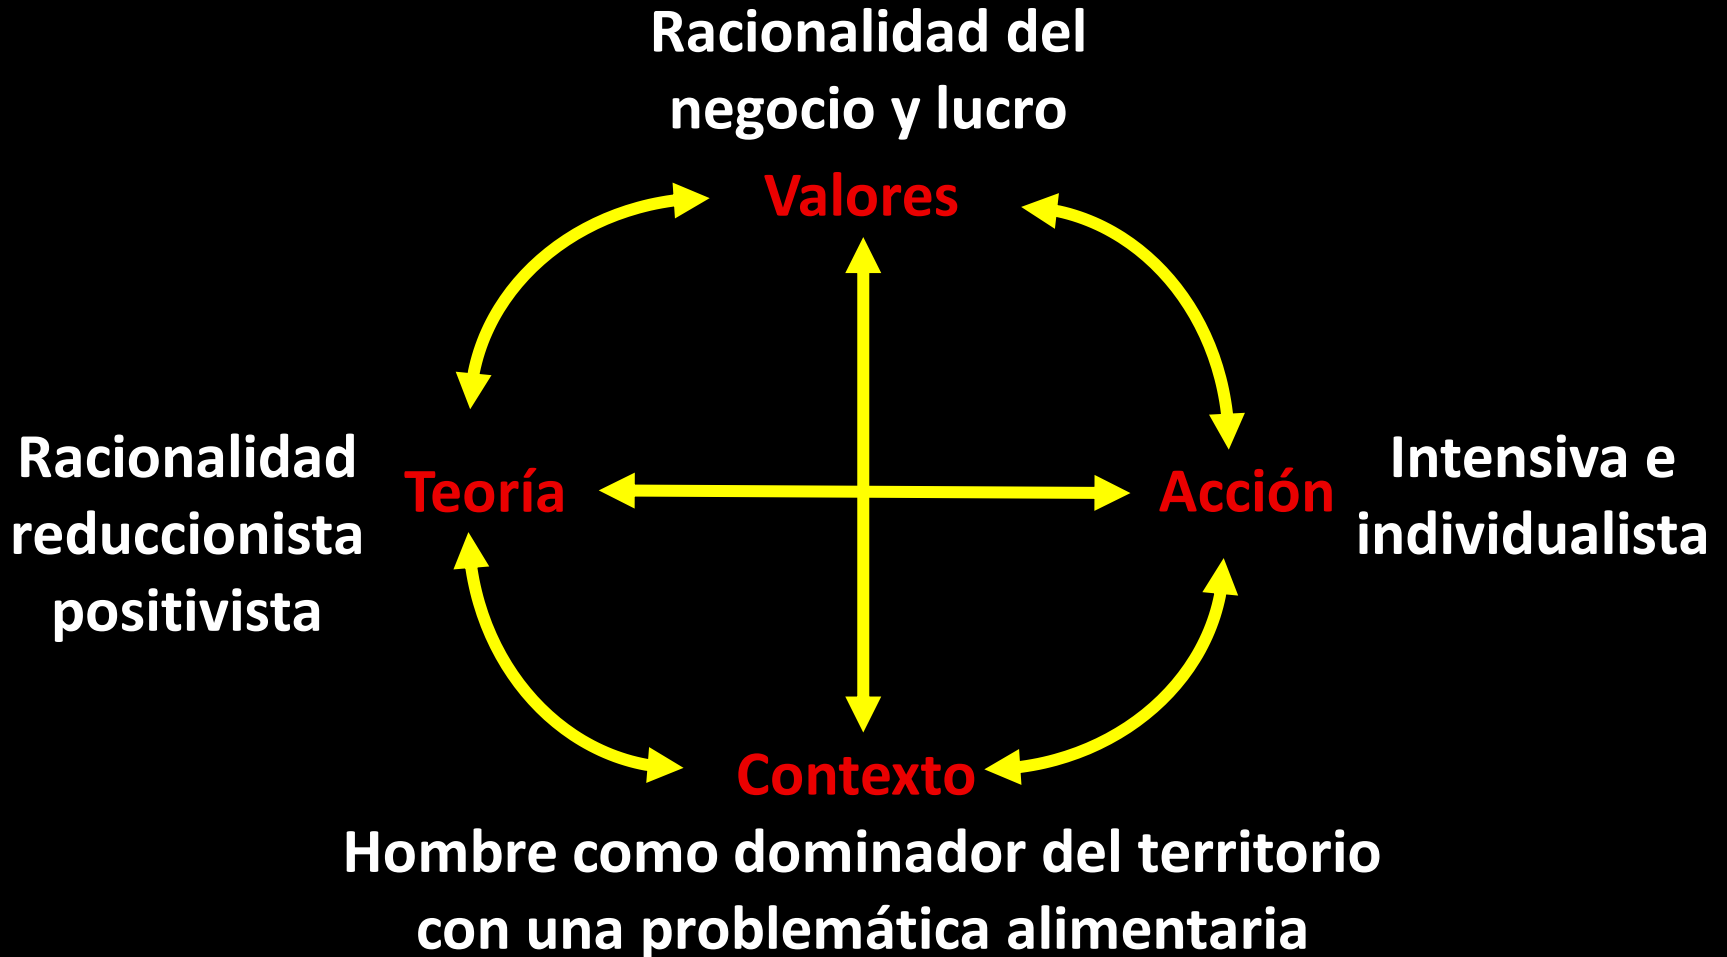 Racionalidad del
negocio y lucro
Valores
Racionalidad
reduccionista
positivista
Teoría
Acción
Intensiva e
individualista
Contexto
Hombre como dominador del territorio
con una problemática alimentaria